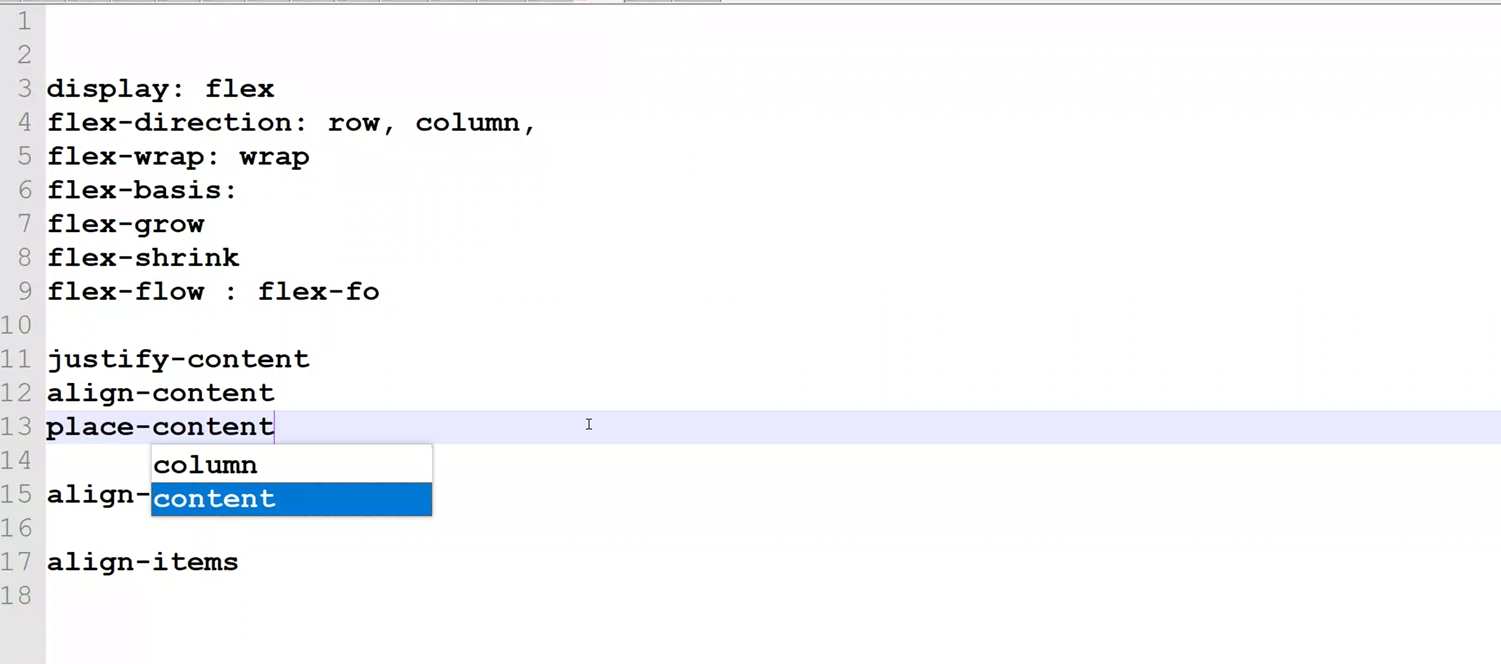 1
2
3 display: flex
4 flex-direction: row, column,
5 flex-wrap: wrap
6 flex-basis:
7 flex-grow
8 flex-shrink
9 flex-flow : flex-fo
10
11 justify-content
12 align-content
13 place-content
14 column
15 align-
content
16
17 align-items
18